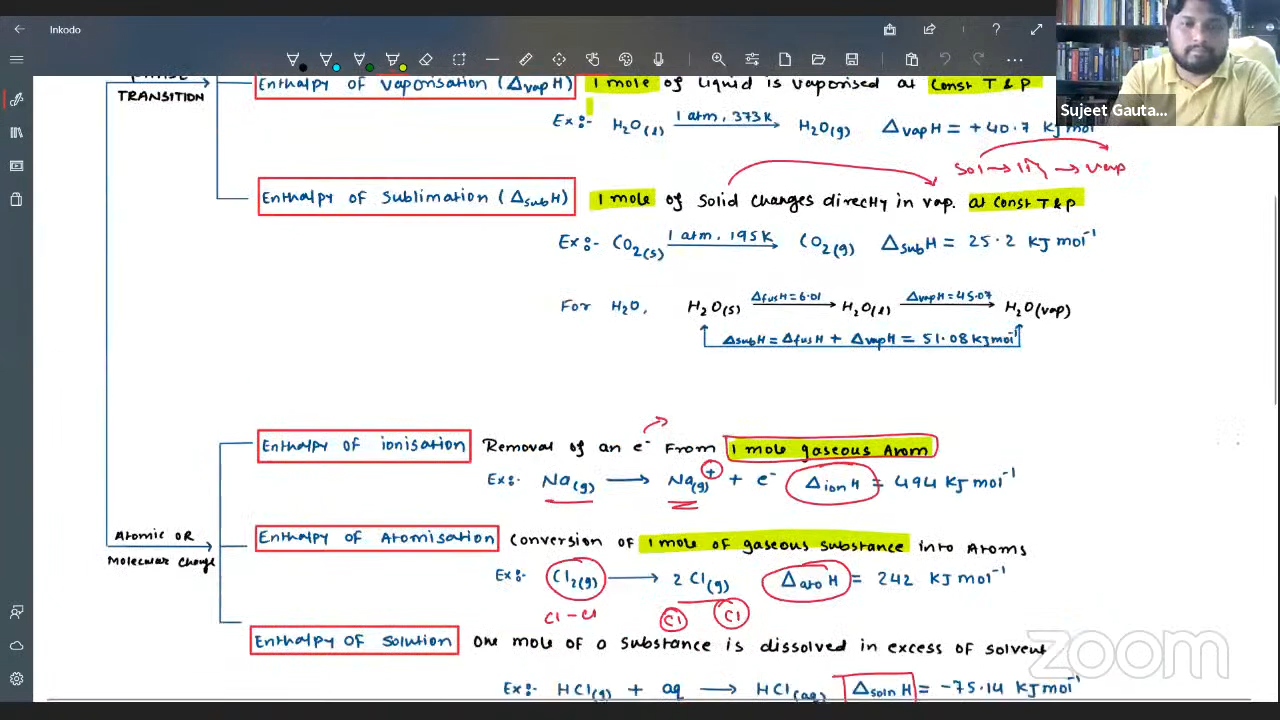 Inkodo
Sujeet Gauta...
TRANSITION
Enthalpy of vaporisation (ΔvapH) 1 mole of liquid is vaporised at Const T & P
Ex:- H₂O(l) 1 atm, 373K H₂O(g) ΔvapH = +40.7 KJ mol
Sol → liq → vap
Enthalpy of Sublimation (ΔsubH) 1 mole of Solid changes directly in vap. at Const T & P
Ex:- CO₂(s) 1 atm, 195K CO₂(g) ΔsubH = 25.2 KJ mol⁻¹
For H₂O, H₂O(s) ΔfusH = 6.01 H₂O(l) ΔvapH = 45.07 H₂O(vap)
ΔsubH = ΔfusH + ΔvapH = 51.08 KJ mol⁻¹
Enthalpy of ionisation Removal of an e⁻ From 1 mole gaseous Atom
Ex:- Na(g) → Na(g)⁺ + e⁻ ΔionH = 494 KJ mol⁻¹
Atomic OR
Molecular Change
Enthalpy of Atomisation Conversion of 1 mole of gaseous substance into Atoms
Ex:- Cl₂(g) → 2 Cl(g) ΔatoH = 242 KJ mol⁻¹
Cl – Cl Cl Cl
Enthalpy of solution One mole of a substance is dissolved in excess of solvent
Ex:- HCl(g) + aq → HCl(aq) ΔsolnH = -75.14 KJ mol⁻¹
zoom